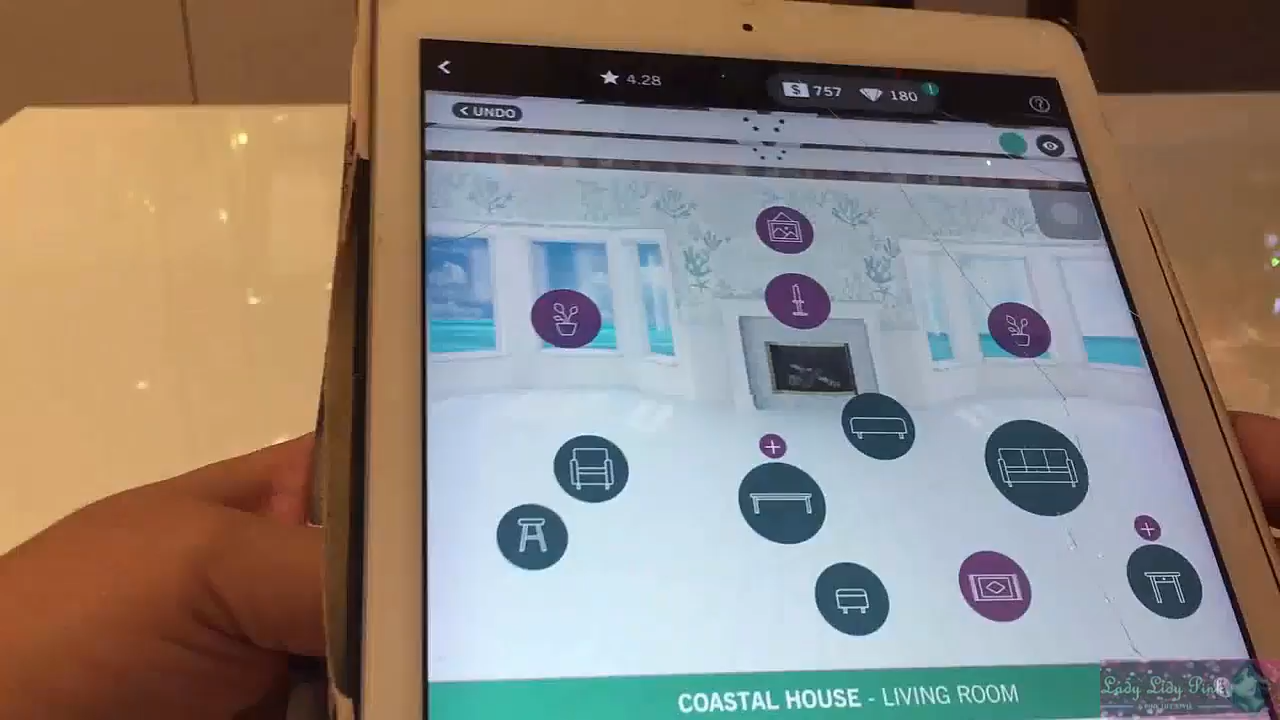 4.28
$ 757
180
< UNDO
COASTAL HOUSE - LIVING ROOM
Lady Lidy Pink